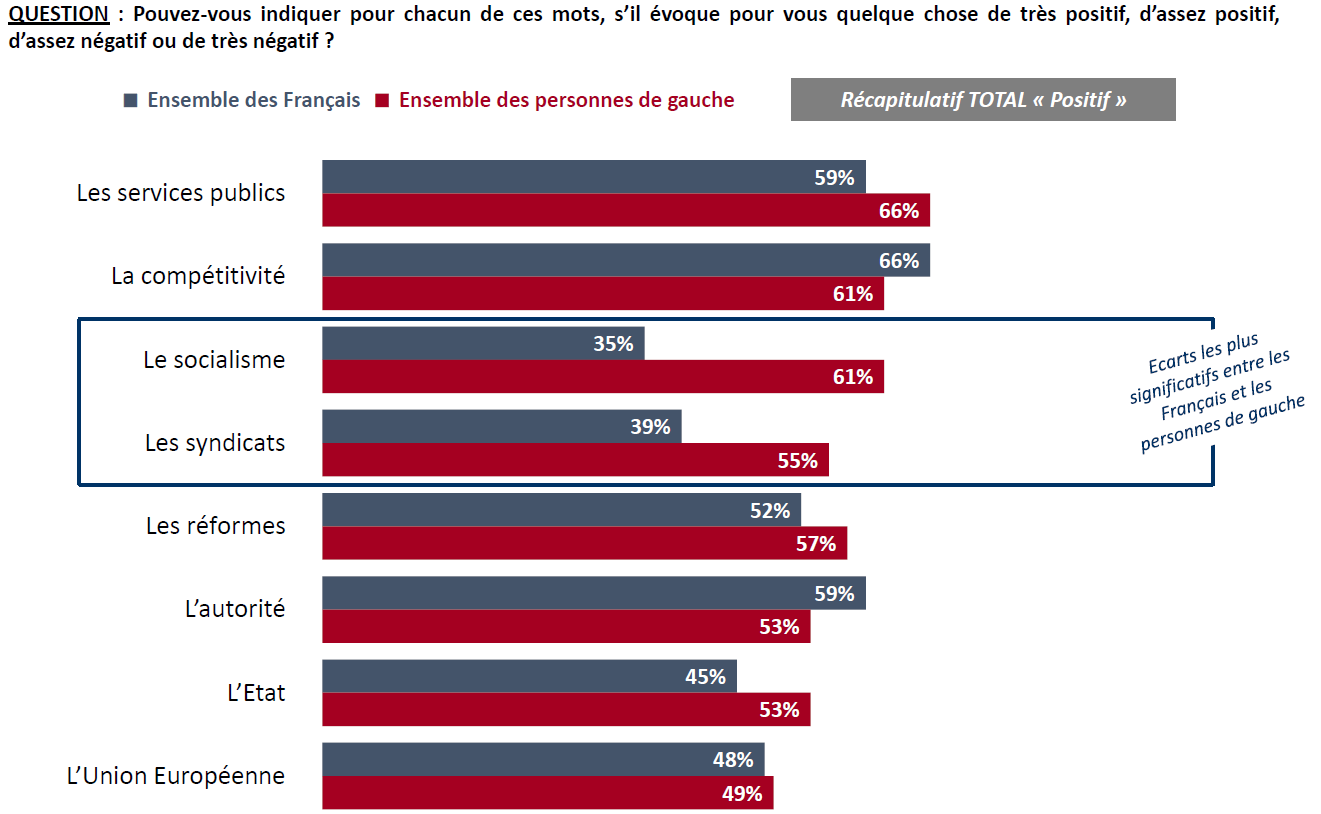 QUESTION : Pouvez-vous indiquer pour chacun de ces mots, s’il évoque pour vous quelque chose de très positif, d’assez positif,
d’assez négatif ou de très négatif ?
Ensemble des Français Ensemble des personnes de gauche
Récapitulatif TOTAL « Positif »
Les services publics
59%
66%
La compétitivité
66%
61%
Le socialisme
35%
61%
Les syndicats
39%
55%
Ecarts les plus
significatifs entre les
Français et les
personnes de gauche
Les réformes
52%
57%
L’autorité
59%
53%
L’Etat
45%
53%
L’Union Européenne
48%
49%